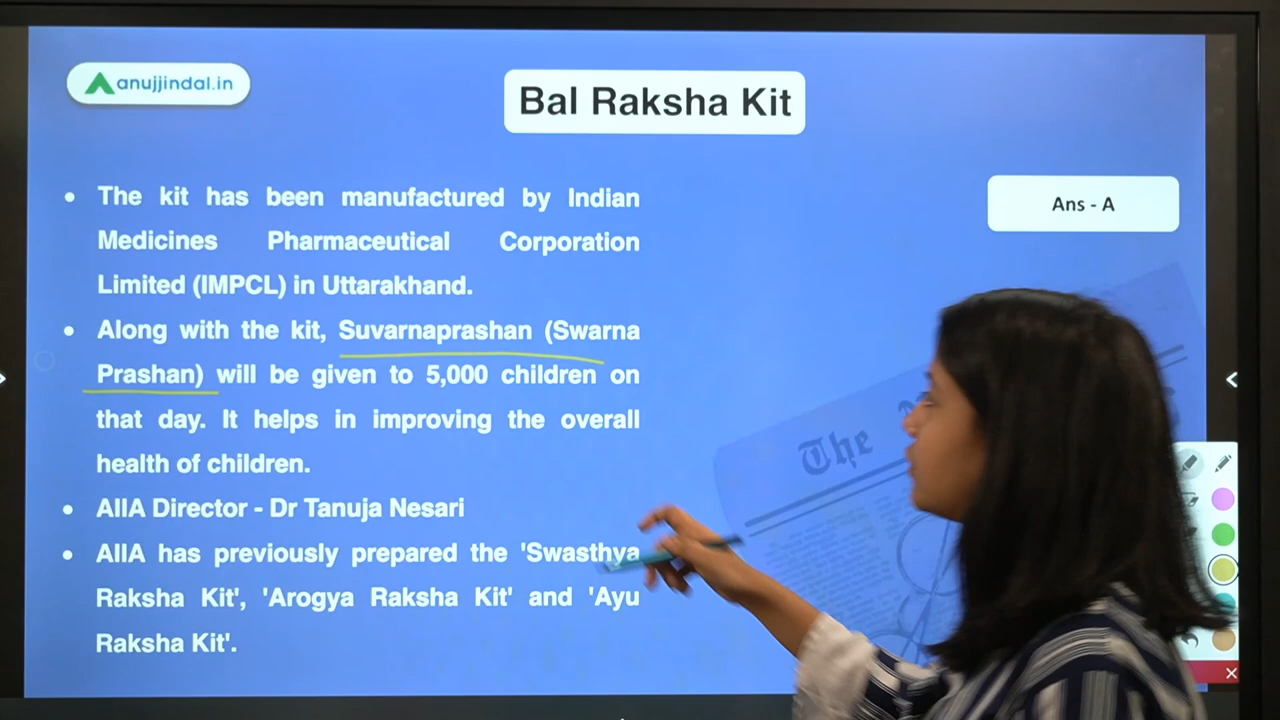 anujjindal.in
Bal Raksha Kit
• The kit has been manufactured by Indian
Medicines Pharmaceutical Corporation
Limited (IMPCL) in Uttarakhand.
• Along with the kit, Suvarnaprashan (Swarna
Prashan) will be given to 5,000 children on
that day. It helps in improving the overall
health of children.
• AIIA Director - Dr Tanuja Nesari
• AIIA has previously prepared the 'Swasthya
Raksha Kit', 'Arogya Raksha Kit' and 'Ayu
Raksha Kit'.
Ans - A
The